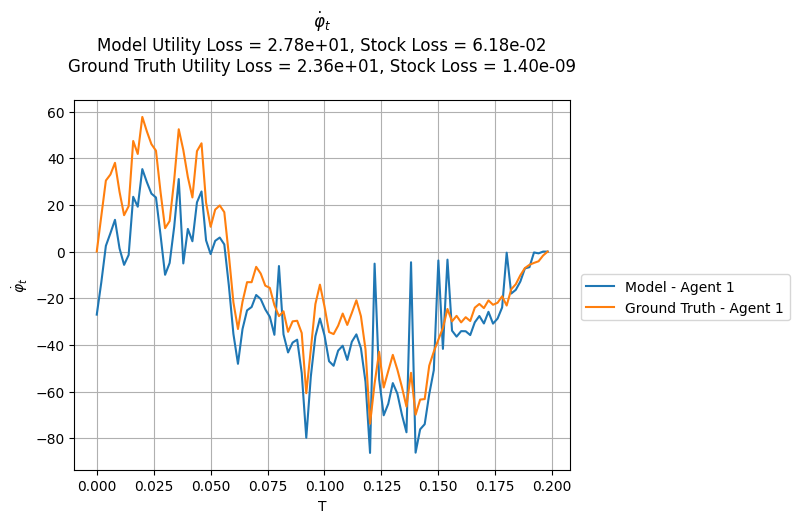 φ̇ₜ
Model Utility Loss = 2.78e+01, Stock Loss = 6.18e-02
Ground Truth Utility Loss = 2.36e+01, Stock Loss = 1.40e-09
60
40
20
0
−20
−40
−60
−80
φ̇ₜ
0.000
0.025
0.050
0.075
0.100
0.125
0.150
0.175
0.200
T
Model - Agent 1
Ground Truth - Agent 1